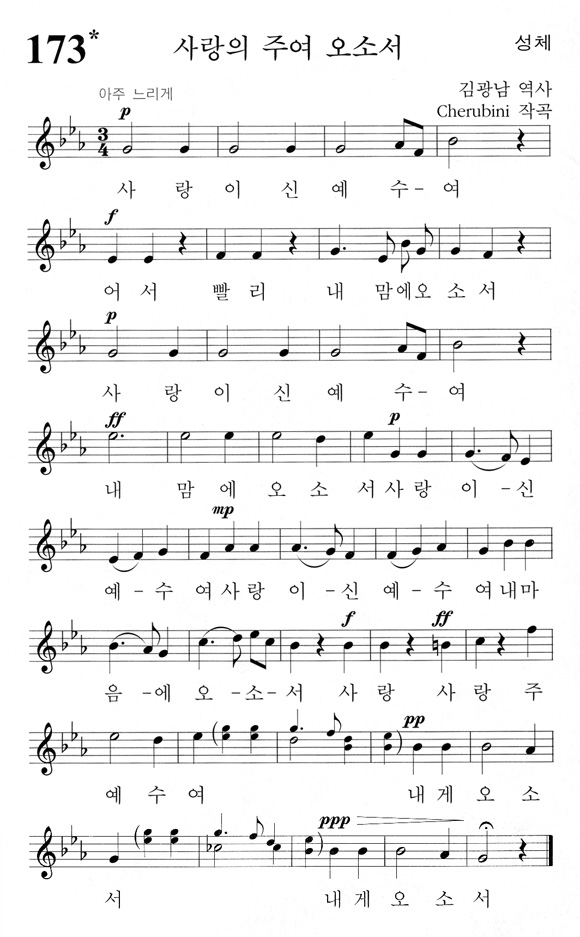 173* 사랑의 주여 오소서 성체
김광남 역사
아주 느리게
Cherubini 작곡
p
3
4
사 랑 이 신 예 수 - 여
f
어 서 빨 리 내 맘 에 오 소 서
p
사 랑 이 신 예 수 - 여
ff p
내 맘 에 오 소 서 사 랑 이 - 신
mp
예 - 수 여 사 랑 이 - 신 예 - 수 여 내 마
f ff
음 - 에 오 - 소 - 서 사 랑 사 랑 주
pp
예 수 여 내 게 오 소
ppp
서 내 게 오 소 서